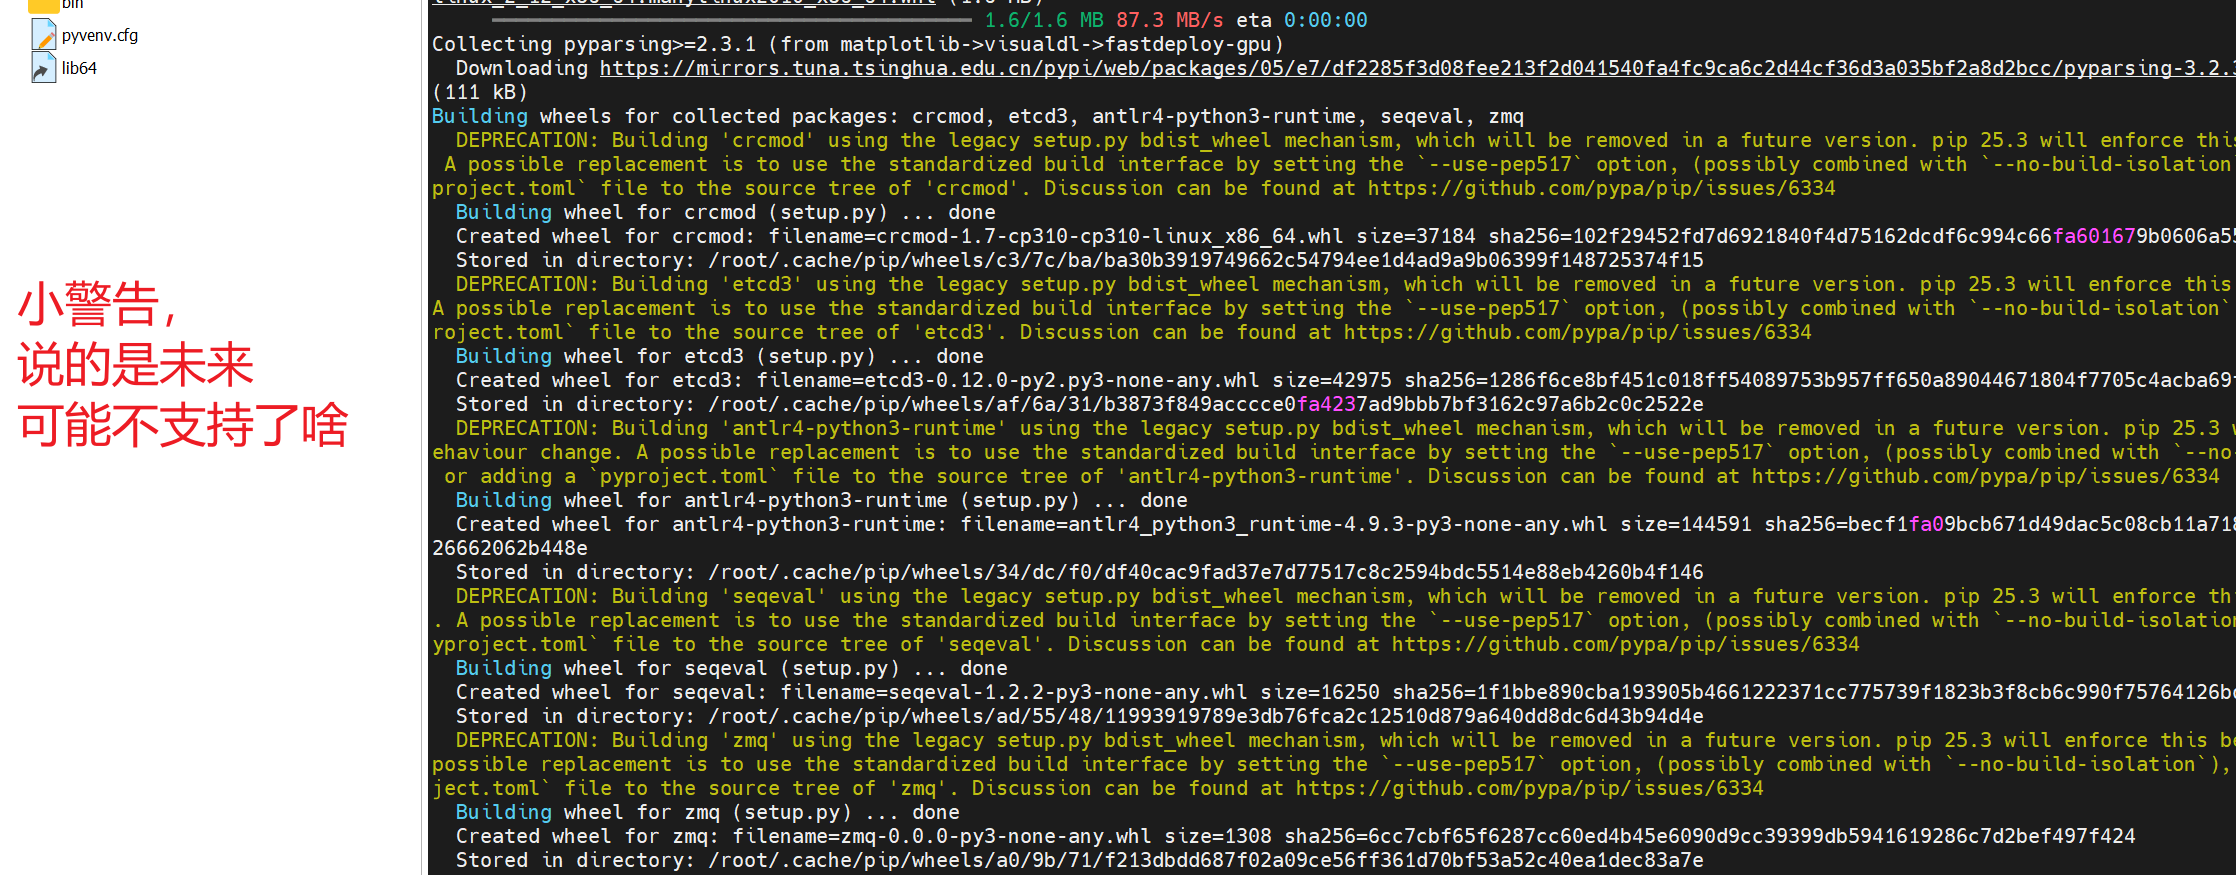 bin
pyvenv.cfg
lib64
小警告，
说的是未来
可能不支持了啥
1.6/1.6 MB 87.3 MB/s eta 0:00:00
Collecting pyparsing>=2.3.1 (from matplotlib->visualdl->fastdeploy-gpu)
Downloading https://mirrors.tuna.tsinghua.edu.cn/pypi/web/packages/05/e7/df2285f3d08fee213f2d041540fa4fc9ca6c2d44cf36d3a035bf2a8d2bcc/pyparsing-3.2.3
(111 kB)
Building wheels for collected packages: crcmod, etcd3, antlr4-python3-runtime, seqeval, zmq
DEPRECATION: Building 'crcmod' using the legacy setup.py bdist_wheel mechanism, which will be removed in a future version. pip 25.3 will enforce this
A possible replacement is to use the standardized build interface by setting the `--use-pep517` option, (possibly combined with `--no-build-isolation
project.toml` file to the source tree of 'crcmod'. Discussion can be found at https://github.com/pypa/pip/issues/6334
Building wheel for crcmod (setup.py) ... done
Created wheel for crcmod: filename=crcmod-1.7-cp310-cp310-linux_x86_64.whl size=37184 sha256=102f29452fd7d6921840f4d75162dcdf6c994c66fa601679b0606a55
Stored in directory: /root/.cache/pip/wheels/c3/7c/ba/ba30b3919749662c54794ee1d4ad9a9b06399f148725374f15
DEPRECATION: Building 'etcd3' using the legacy setup.py bdist_wheel mechanism, which will be removed in a future version. pip 25.3 will enforce this
A possible replacement is to use the standardized build interface by setting the `--use-pep517` option, (possibly combined with `--no-build-isolation`
roject.toml` file to the source tree of 'etcd3'. Discussion can be found at https://github.com/pypa/pip/issues/6334
Building wheel for etcd3 (setup.py) ... done
Created wheel for etcd3: filename=etcd3-0.12.0-py2.py3-none-any.whl size=42975 sha256=1286f6ce8bf451c018ff54089753b957ff650a89044671804f7705c4acba69f
Stored in directory: /root/.cache/pip/wheels/af/6a/31/b3873f849acccce0fa4237ad9bbb7bf3162c97a6b2c0c2522e
DEPRECATION: Building 'antlr4-python3-runtime' using the legacy setup.py bdist_wheel mechanism, which will be removed in a future version. pip 25.3 w
ehaviour change. A possible replacement is to use the standardized build interface by setting the `--use-pep517` option, (possibly combined with `--no-
or adding a `pyproject.toml` file to the source tree of 'antlr4-python3-runtime'. Discussion can be found at https://github.com/pypa/pip/issues/6334
Building wheel for antlr4-python3-runtime (setup.py) ... done
Created wheel for antlr4-python3-runtime: filename=antlr4_python3_runtime-4.9.3-py3-none-any.whl size=144591 sha256=becf1fa09bcb671d49dac5c08cb11a718
26662062b448e
Stored in directory: /root/.cache/pip/wheels/34/dc/f0/df40cac9fad37e7d77517c8c2594bdc5514e88eb4260b4f146
DEPRECATION: Building 'seqeval' using the legacy setup.py bdist_wheel mechanism, which will be removed in a future version. pip 25.3 will enforce th
. A possible replacement is to use the standardized build interface by setting the `--use-pep517` option, (possibly combined with `--no-build-isolation
yproject.toml` file to the source tree of 'seqeval'. Discussion can be found at https://github.com/pypa/pip/issues/6334
Building wheel for seqeval (setup.py) ... done
Created wheel for seqeval: filename=seqeval-1.2.2-py3-none-any.whl size=16250 sha256=1f1bbe890cba193905b4661222371cc775739f1823b3f8cb6c990f75764126bd
Stored in directory: /root/.cache/pip/wheels/ad/55/48/11993919789e3db76fca2c12510d879a640dd8dc6d43b94d4e
DEPRECATION: Building 'zmq' using the legacy setup.py bdist_wheel mechanism, which will be removed in a future version. pip 25.3 will enforce this be
possible replacement is to use the standardized build interface by setting the `--use-pep517` option, (possibly combined with `--no-build-isolation`),
ject.toml` file to the source tree of 'zmq'. Discussion can be found at https://github.com/pypa/pip/issues/6334
Building wheel for zmq (setup.py) ... done
Created wheel for zmq: filename=zmq-0.0.0-py3-none-any.whl size=1308 sha256=6cc7cbf65f6287cc60ed4b45e6090d9cc39399db5941619286c7d2bef497f424
Stored in directory: /root/.cache/pip/wheels/a0/9b/71/f213dbdd687f02a09ce56ff361d70bf53a52c40ea1dec83a7e